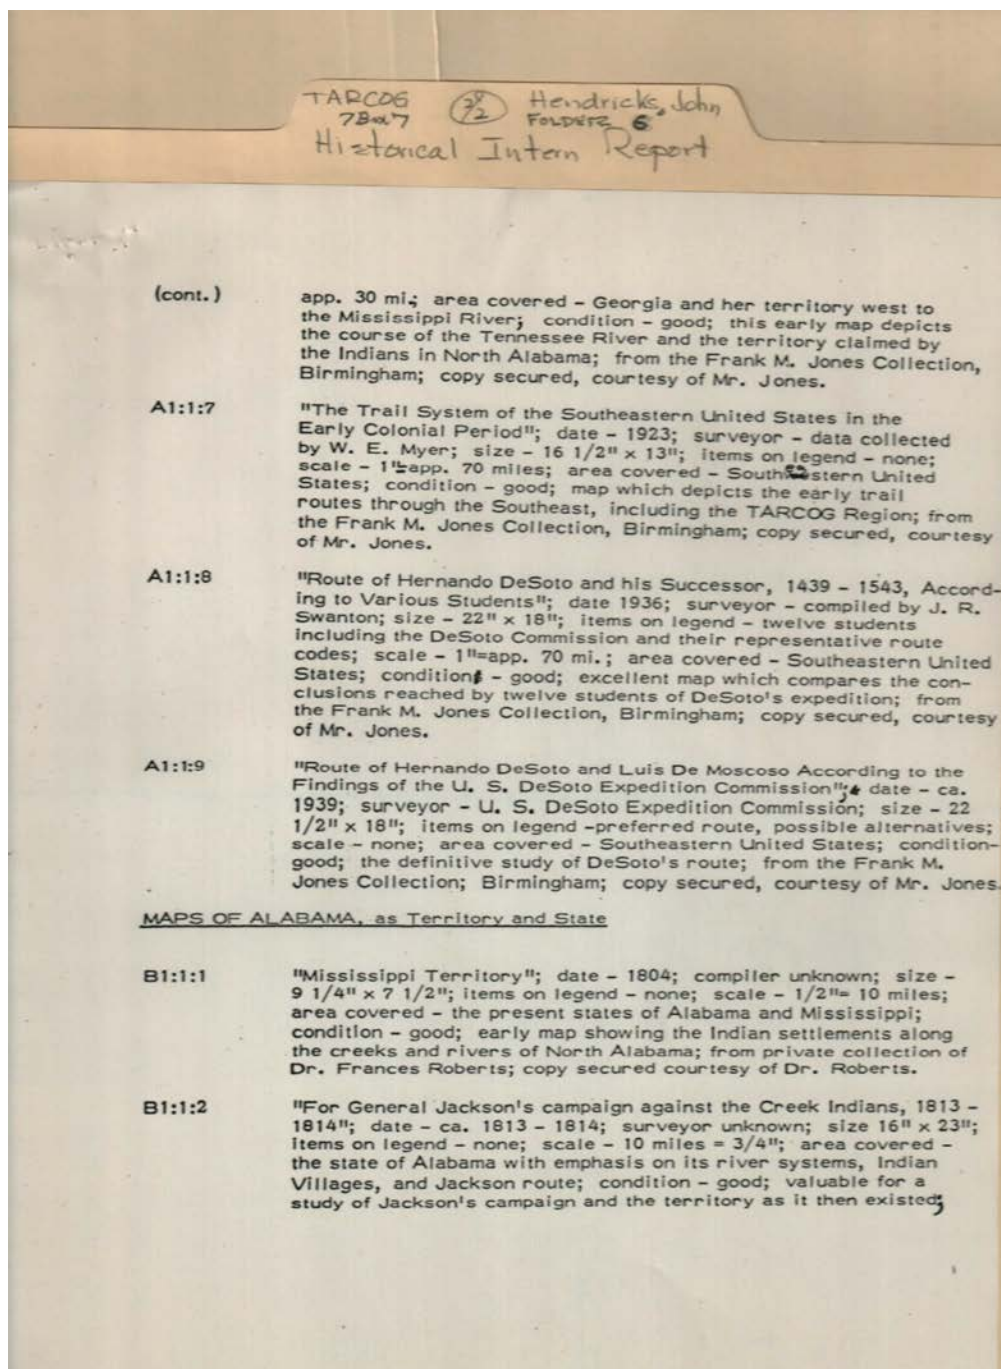 TARCOG Hendricks, John
FOLDER 6
Historical Intern Report
(cont.) app. 30 mi.; area covered - Georgia and her territory west to
the Mississippi River; condition - good; this early map depicts
the course of the Tennessee River and the territory claimed by
the Indians in North Alabama; from the Frank M. Jones Collection,
Birmingham; copy secured, courtesy of Mr. Jones.
A1:1:7 "The Trail System of the Southeastern United States in the
Early Colonial Period"; date - 1923; surveyor - data collected
by W. E. Myer; size - 16 1/2" x 13"; items on legend - none;
scale - 1"=app. 70 miles; area covered - Southeastern United
States; condition - good; map which depicts the early trail
routes through the Southeast, including the TARCOG Region; from
the Frank M. Jones Collection, Birmingham; copy secured, courtesy
of Mr. Jones.
A1:1:8 "Route of Hernando DeSoto and his Successor, 1439 - 1543, Accord-
ing to Various Students"; date 1936; surveyor - compiled by J. R.
Swanton; size - 22" x 18"; items on legend - twelve students
including the DeSoto Commission and their representative route
codes; scale - 1"=app. 70 mi.; area covered - Southeastern United
States; condition - good; excellent map which compares the con-
clusions reached by twelve students of DeSoto's expedition; from
the Frank M. Jones Collection, Birmingham; copy secured, courtesy
of Mr. Jones.
A1:1:9 "Route of Hernando DeSoto and Luis De Moscoso According to the
Findings of the U. S. DeSoto Expedition Commission"; date - ca.
1939; surveyor - U. S. DeSoto Expedition Commission; size - 22
1/2" x 18"; items on legend -preferred route, possible alternatives;
scale - none; area covered - Southeastern United States; condition-
good; the definitive study of DeSoto's route; from the Frank M.
Jones Collection; Birmingham; copy secured, courtesy of Mr. Jones.
MAPS OF ALABAMA, as Territory and State
B1:1:1 "Mississippi Territory"; date - 1804; compiler unknown; size -
9 1/4" x 7 1/2"; items on legend - none; scale - 1/2"= 10 miles;
area covered - the present states of Alabama and Mississippi;
condition - good; early map showing the Indian settlements along
the creeks and rivers of North Alabama; from private collection of
Dr. Frances Roberts; copy secured courtesy of Dr. Roberts.
B1:1:2 "For General Jackson's campaign against the Creek Indians, 1813 -
1814"; date - ca. 1813 - 1814; surveyor unknown; size 16" x 23";
items on legend - none; scale - 10 miles = 3/4"; area covered -
the state of Alabama with emphasis on its river systems, Indian
Villages, and Jackson route; condition - good; valuable for a
study of Jackson's campaign and the territory as it then existed;